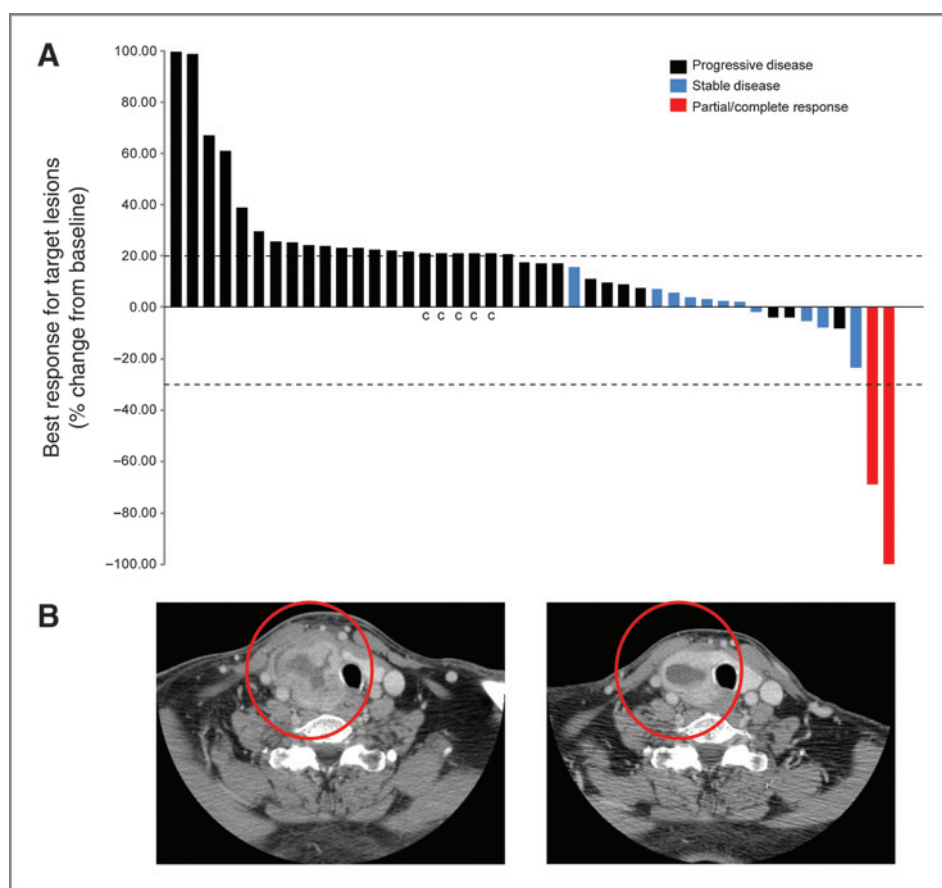 A
100.00
80.00
60.00
40.00
20.00
0.00
−20.00
−40.00
−60.00
−80.00
−100.00
Best response for target lesions
(% change from baseline)
Progressive disease
Stable disease
Partial/complete response
C C C C C
B